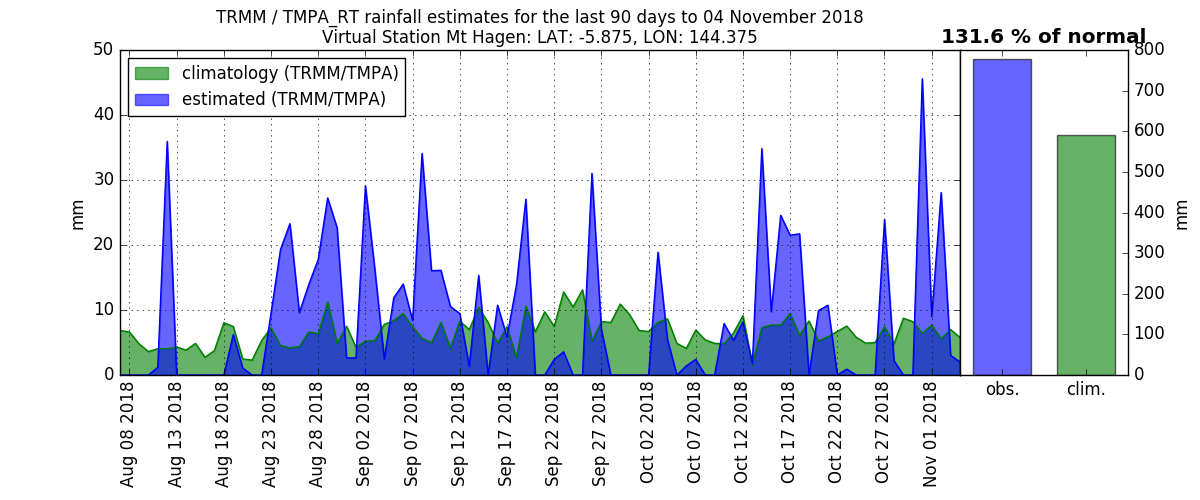 TRMM / TMPA_RT rainfall estimates for the last 90 days to 04 November 2018
Virtual Station Mt Hagen: LAT: -5.875, LON: 144.375
131.6 % of normal
climatology (TRMM/TMPA)
estimated (TRMM/TMPA)
50
40
30
20
10
0
mm
Aug 08 2018
Aug 13 2018
Aug 18 2018
Aug 23 2018
Aug 28 2018
Sep 02 2018
Sep 07 2018
Sep 12 2018
Sep 17 2018
Sep 22 2018
Sep 27 2018
Oct 02 2018
Oct 07 2018
Oct 12 2018
Oct 17 2018
Oct 22 2018
Oct 27 2018
Nov 01 2018
obs.
clim.
800
700
600
500
400
300
200
100
0
mm